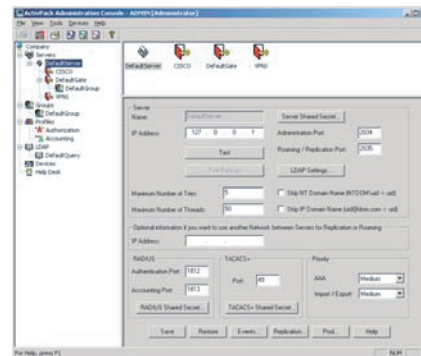 ActivPack Administration Console - ADMIN [Administrator]
File View Tools Devices Help
Company
Servers
DefaultServer
CISCO
DefaultGate
DefaultGroup
VPN1
Groups
DefaultGroup
Profiles
Authorization
Accounting
LDAP
DefaultQuery
Devices
Help Desk
DefaultServer CISCO DefaultGate VPN1
Server
Name: DefaultServer Server Shared Secret...
IP Address: 127 . 0 . 0 . 1 Administration Port: 2034
Test Roaming / Replication Port: 2035
LDAP Settings...
Maximum Number of Tries: 5 Strip NT Domain Name (NTDOM\uid -> uid)
Maximum Number of Threads: 50 Strip IP Domain Name (uid@dom.com -> uid)
Optional information if you want to use another Network between Servers for Replication or Roaming
IP Address:
RADIUS TACACS+ Priority
Authentication Port: 1812 Port: 49 AAA Medium
Accounting Port: 1813 Import / Export: Medium
RADIUS Shared Secret... TACACS+ Shared Secret...
Save Restore Events... Replication... Pool... Help
For Help, press F1 NUM